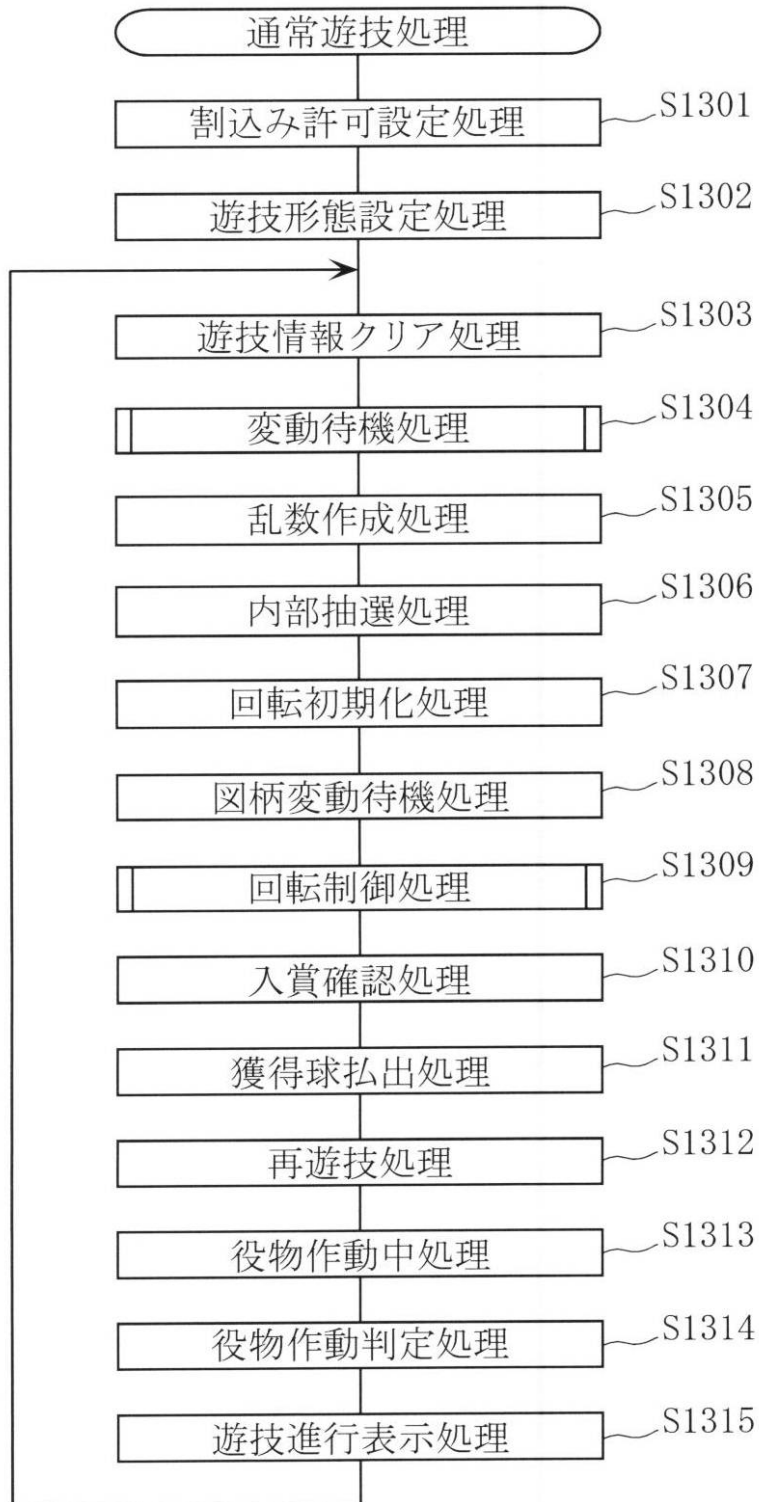 通常遊技処理
割込み許可設定処理 S1301
遊技形態設定処理 S1302
遊技情報クリア処理 S1303
変動待機処理 S1304
乱数作成処理 S1305
内部抽選処理 S1306
回転初期化処理 S1307
図柄変動待機処理 S1308
回転制御処理 S1309
入賞確認処理 S1310
獲得球払出処理 S1311
再遊技処理 S1312
役物作動中処理 S1313
役物作動判定処理 S1314
遊技進行表示処理 S1315